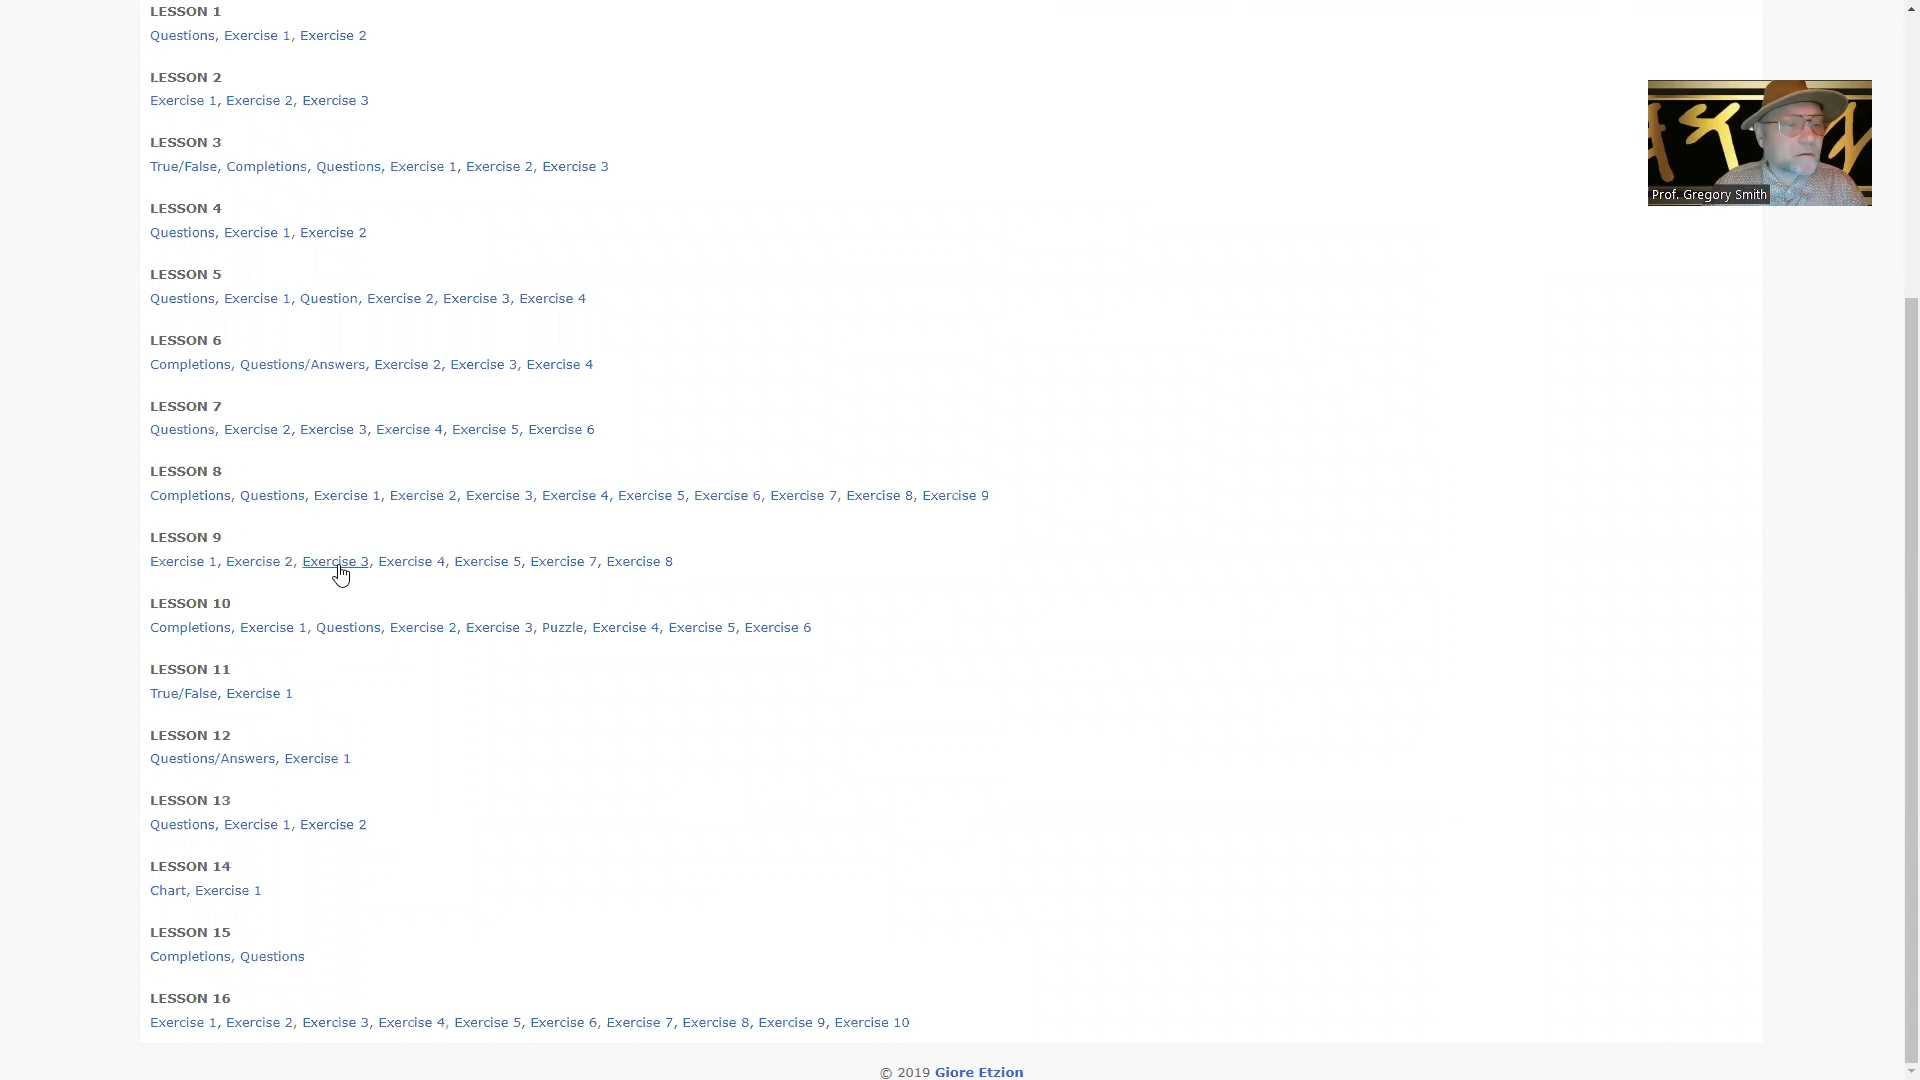 LESSON 1
Questions, Exercise 1, Exercise 2
LESSON 2
Exercise 1, Exercise 2, Exercise 3
LESSON 3
True/False, Completions, Questions, Exercise 1, Exercise 2, Exercise 3
LESSON 4
Questions, Exercise 1, Exercise 2
LESSON 5
Questions, Exercise 1, Question, Exercise 2, Exercise 3, Exercise 4
LESSON 6
Completions, Questions/Answers, Exercise 2, Exercise 3, Exercise 4
LESSON 7
Questions, Exercise 2, Exercise 3, Exercise 4, Exercise 5, Exercise 6
LESSON 8
Completions, Questions, Exercise 1, Exercise 2, Exercise 3, Exercise 4, Exercise 5, Exercise 6, Exercise 7, Exercise 8, Exercise 9
LESSON 9
Exercise 1, Exercise 2, Exercise 3, Exercise 4, Exercise 5, Exercise 7, Exercise 8
LESSON 10
Completions, Exercise 1, Questions, Exercise 2, Exercise 3, Puzzle, Exercise 4, Exercise 5, Exercise 6
LESSON 11
True/False, Exercise 1
LESSON 12
Questions/Answers, Exercise 1
LESSON 13
Questions, Exercise 1, Exercise 2
LESSON 14
Chart, Exercise 1
LESSON 15
Completions, Questions
LESSON 16
Exercise 1, Exercise 2, Exercise 3, Exercise 4, Exercise 5, Exercise 6, Exercise 7, Exercise 8, Exercise 9, Exercise 10
© 2019 Giore Etzion
Prof. Gregory Smith